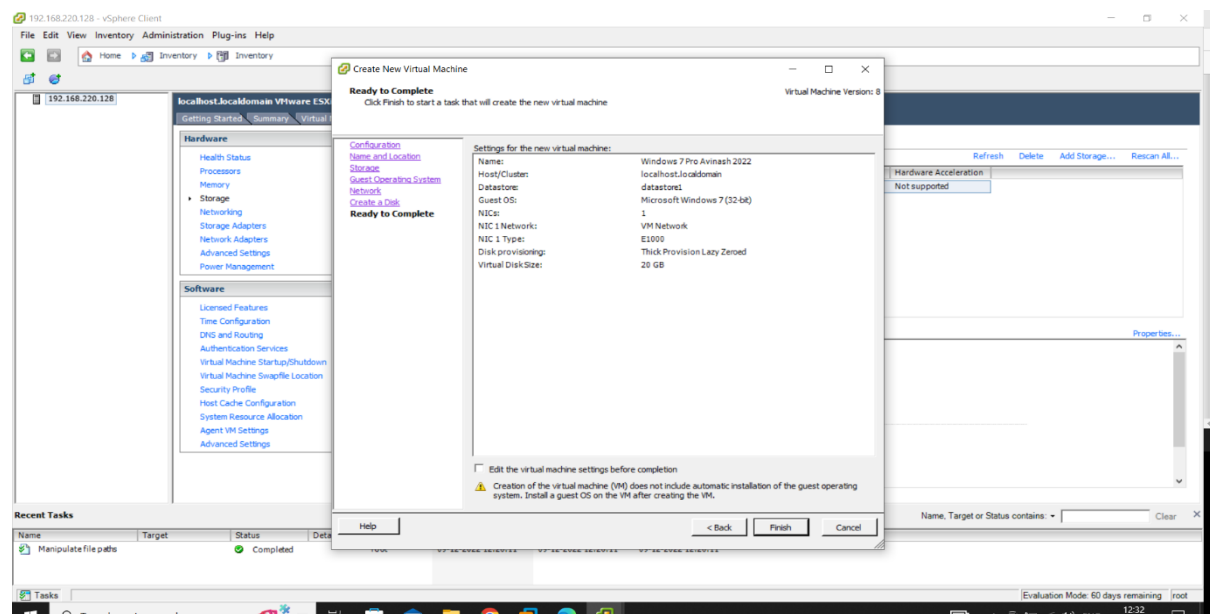 192.168.220.128 - vSphere Client
File Edit View Inventory Administration Plug-ins Help
Home Inventory Inventory
192.168.220.128
localhost.localdomain VMware ESX
Getting Started Summary Virtual
Hardware
Health Status
Processors
Memory
Storage
Networking
Storage Adapters
Network Adapters
Advanced Settings
Power Management
Software
Licensed Features
Time Configuration
DNS and Routing
Authentication Services
Virtual Machine Startup/Shutdown
Virtual Machine Swapfile Location
Security Profile
Host Cache Configuration
System Resource Allocation
Agent VM Settings
Advanced Settings
Create New Virtual Machine
Ready to Complete
Click Finish to start a task that will create the new virtual machine
Virtual Machine Version: 8
Configuration
Name and Location
Storage
Guest Operating System
Network
Create a Disk
Ready to Complete
Settings for the new virtual machine:
Name: Windows 7 Pro Avinash 2022
Host/Cluster: localhost.localdomain
Datastore: datastore1
Guest OS: Microsoft Windows 7 (32-bit)
NICs: 1
NIC 1 Network: VM Network
NIC 1 Type: E1000
Disk provisioning: Thick Provision Lazy Zeroed
Virtual Disk Size: 20 GB
Edit the virtual machine settings before completion
Creation of the virtual machine (VM) does not include automatic installation of the guest operating
system. Install a guest OS on the VM after creating the VM.
Help < Back Finish Cancel
Refresh Delete Add Storage... Rescan All...
Hardware Acceleration
Not supported
Properties...
Recent Tasks
Name, Target or Status contains: Clear
Name Target Status Deta
Manipulate file paths Completed
Tasks
Evaluation Mode: 60 days remaining root
12:32